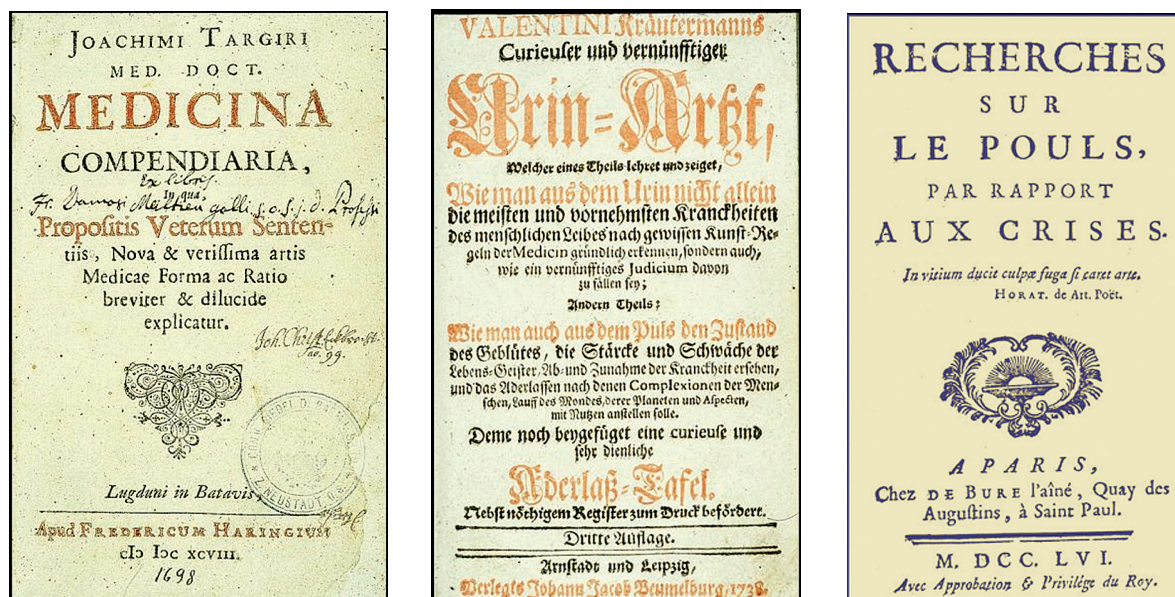 JOACHIMI TARGIRI
MED. DOCT.
MEDICINA
COMPENDIARIA,
Ex libris
In qua,
Propositis Veterum Senten-
tiis, Nova & verissima artis
Medicae Forma ac Ratio
breviter & dilucide
explicatur.
Lugduni in Batavis,
Apud FREDERICUM HARINGIUM
cIɔ Iɔc xcviii.
1698
VALENTINI Kräutermanns
Curieuser und vernünfftiger
Urin-Artzt,
Welcher eines Theils lehret und zeiget,
Wie man aus dem Urin nicht allein
die meisten und vornehmsten Kranckheiten
des menschlichen Leibes nach gewissen Kunst-Re-
geln der Medicin gründlich erkennen, sondern auch,
wie ein vernünfftiges Judicium davon
zu fällen sey;
Andern Theils:
Wie man auch aus dem Puls den Zustand
des Geblütes, die Stärcke und Schwäche der
Lebens-Geister, Ab- und Zunahme der Kranckheit ersehen,
und das Aderlassen nach denen Complexionen der Men-
schen, Lauff des Mondes, derer Planeten und Aspecten,
mit Nutzen anstellen solle.
Deme noch beygefüget eine curieuse und
sehr dienliche
Aderlaß-Tafel.
Nebst nöthigem Register zum Druck befördert.
Dritte Auflage.
Arnstadt und Leipzig,
Verlegts Johann Jacob Beumelburg, 1738.
RECHERCHES
SUR
LE POULS,
PAR RAPPORT
AUX CRISES.
In vitium ducit culpæ fuga si caret arte.
HORAT. de Art. Poët.
A PARIS,
Chez DE BURE l'aîné, Quay des
Augustins, à Saint Paul.
M. DCC. LVI.
Avec Approbation & Privilége du Roy.